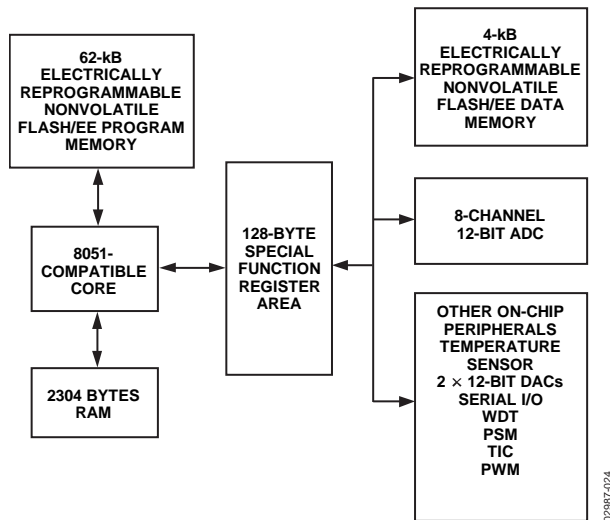 62-kB
ELECTRICALLY
REPROGRAMMABLE
NONVOLATILE
FLASH/EE PROGRAM
MEMORY
8051-
COMPATIBLE
CORE
2304 BYTES
RAM
128-BYTE
SPECIAL
FUNCTION
REGISTER
AREA
4-kB
ELECTRICALLY
REPROGRAMMABLE
NONVOLATILE
FLASH/EE DATA
MEMORY
8-CHANNEL
12-BIT ADC
OTHER ON-CHIP
PERIPHERALS
TEMPERATURE
SENSOR
2 × 12-BIT DACs
SERIAL I/O
WDT
PSM
TIC
PWM
02987-024